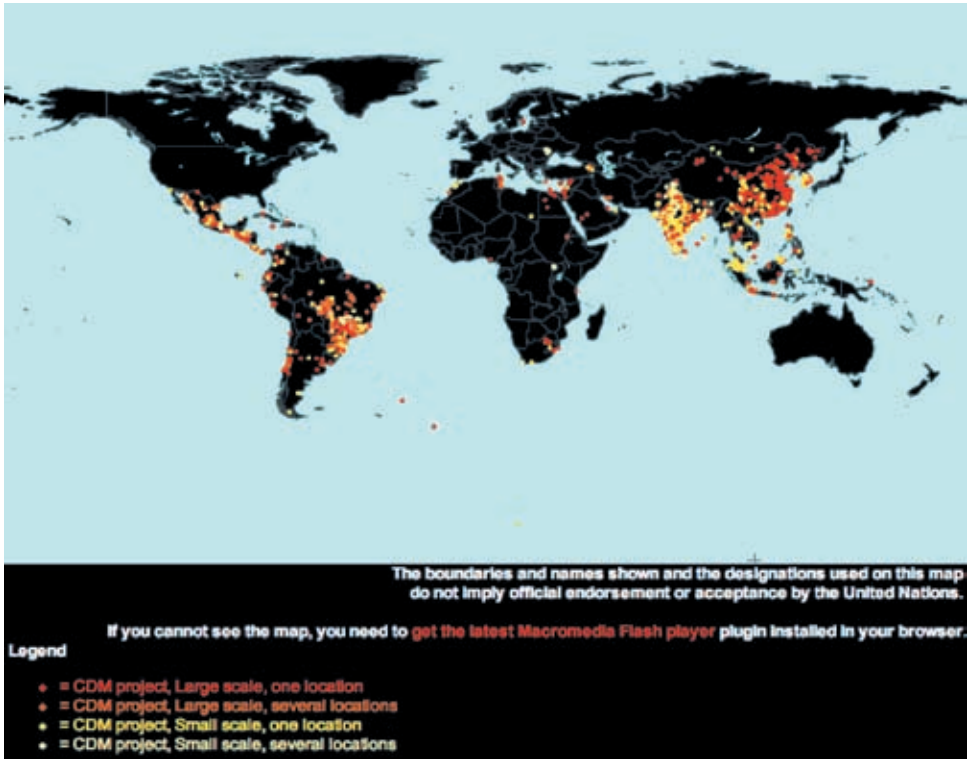 The boundaries and names shown and the designations used on this map
do not imply official endorsement or acceptance by the United Nations.
If you cannot see the map, you need to get the latest Macromedia Flash player plugin installed in your browser.
Legend
= CDM project, Large scale, one location
= CDM project, Large scale, several locations
= CDM project, Small scale, one location
= CDM project, Small scale, several locations